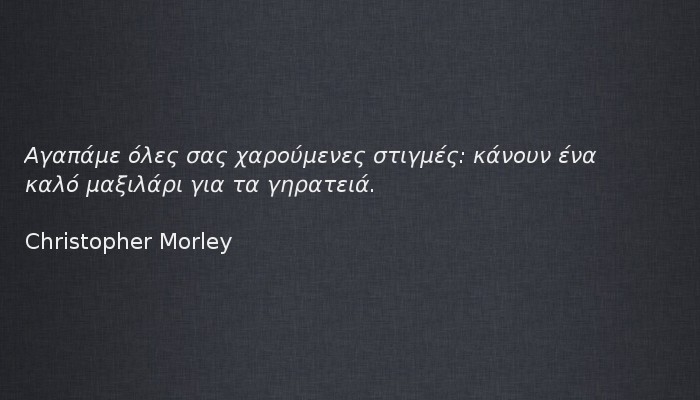 Αγαπάμε όλες σας χαρούμενες στιγμές: κάνουν ένα
καλό μαξιλάρι για τα γηρατειά.
Christopher Morley